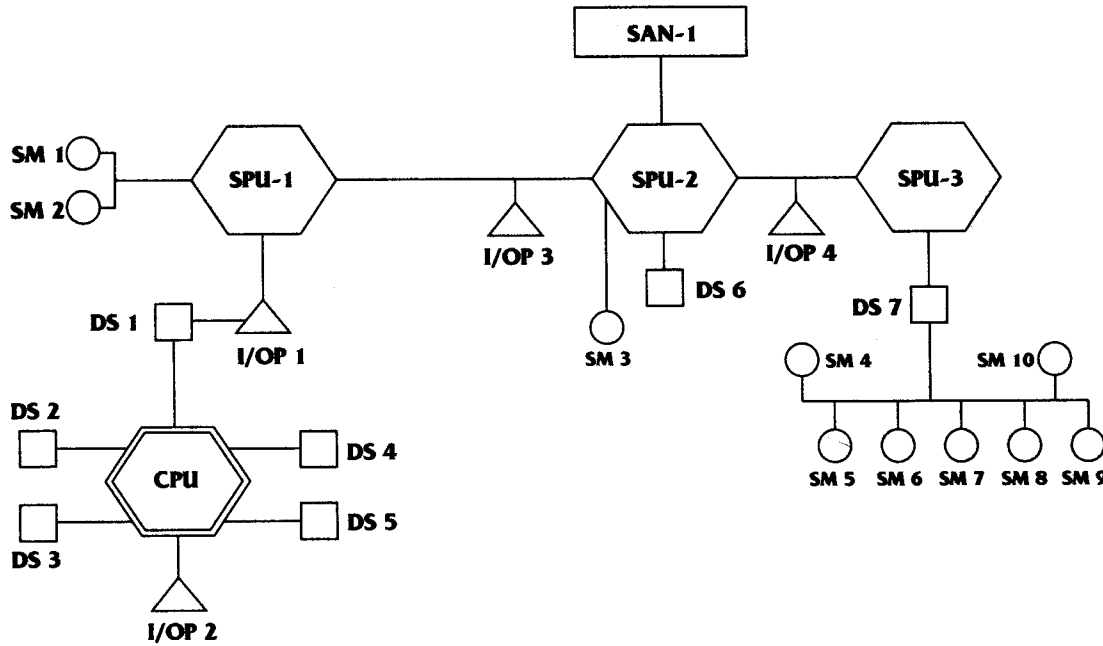 SAN-1
SM 1
SM 2
SPU-1
SPU-2
SPU-3
I/OP 3
I/OP 4
DS 6
DS 1
I/OP 1
SM 3
DS 7
SM 4
SM 10
DS 2
DS 4
CPU
SM 5
SM 6
SM 7
SM 8
SM 9
DS 3
DS 5
I/OP 2